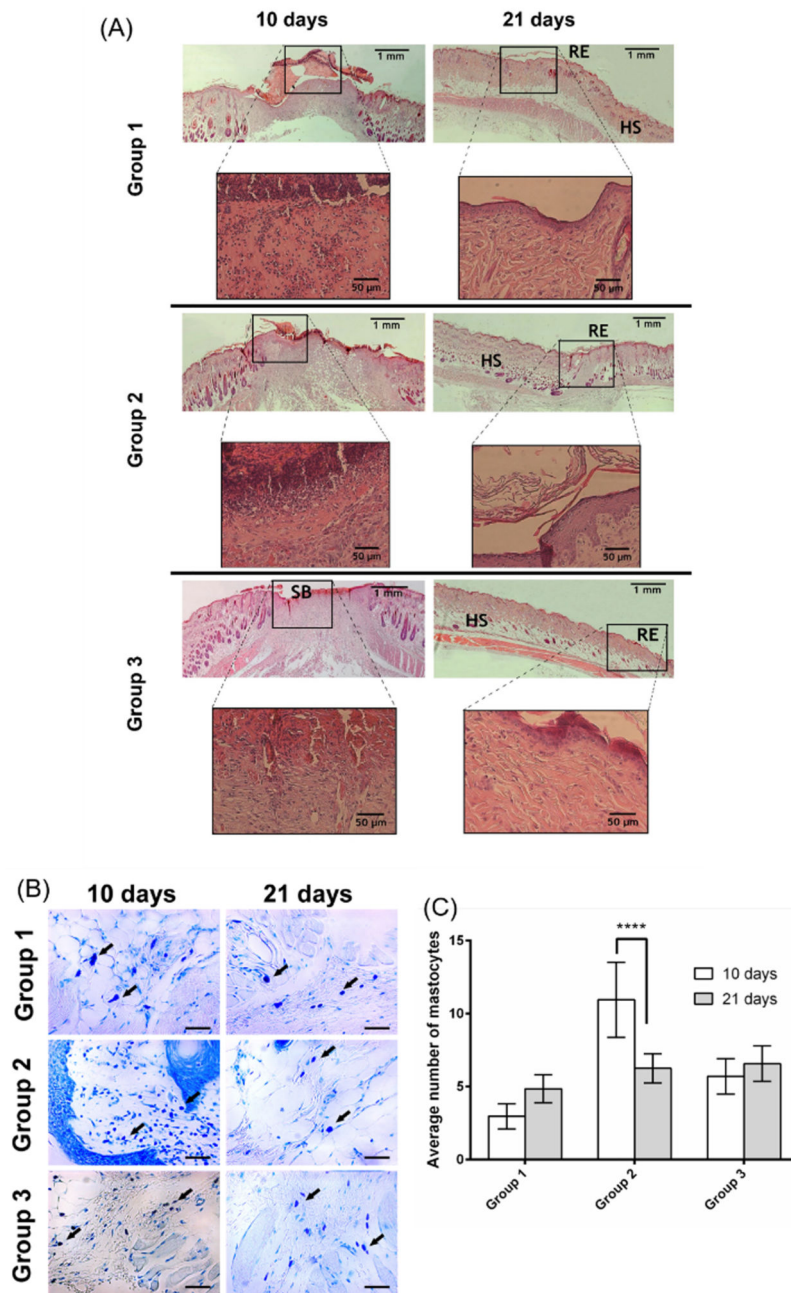 (A)
10 days
21 days
Group 1
1 mm
RE
1 mm
HS
50 μm
50 μm
Group 2
1 mm
RE
1 mm
HS
50 μm
50 μm
Group 3
SB
1 mm
1 mm
HS
RE
50 μm
50 μm
(B)
10 days
21 days
Group 1
Group 2
Group 3
(C)
Average number of mastocytes
15
10
5
0
****
10 days
21 days
Group 1
Group 2
Group 3